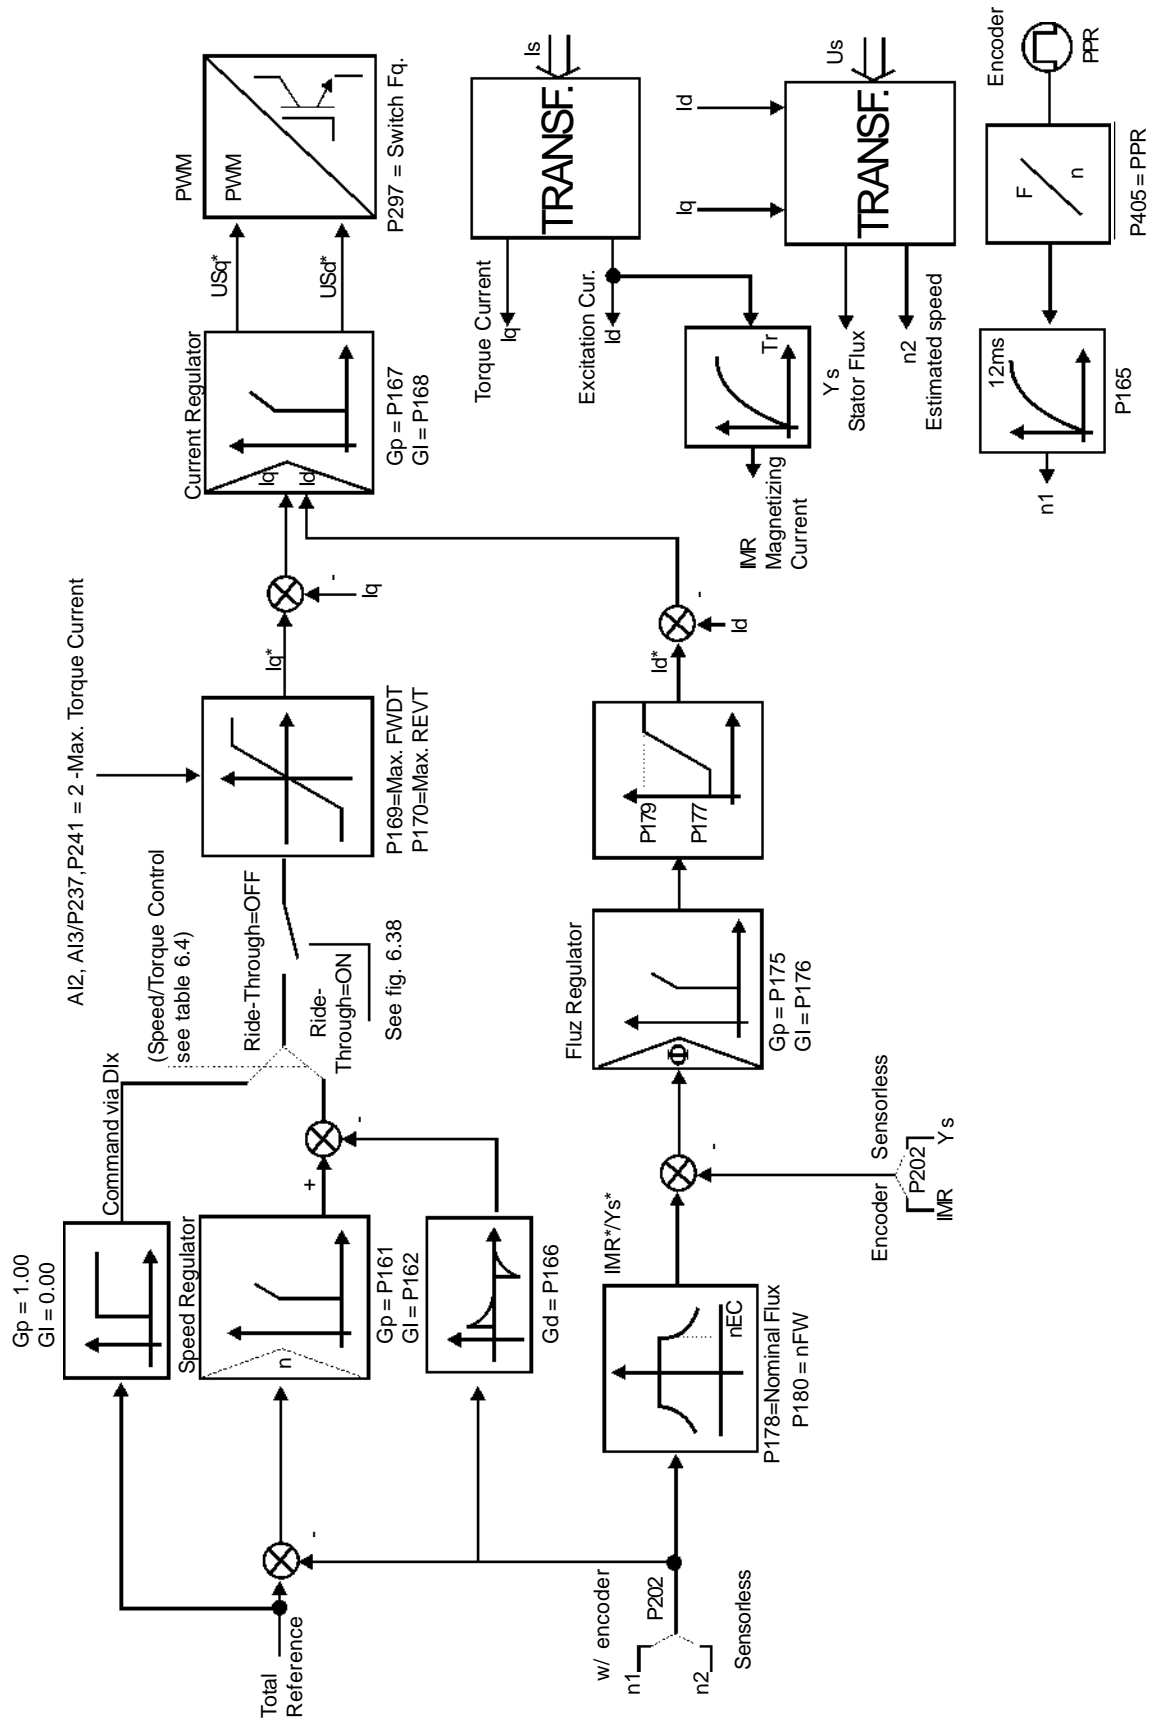 Total
Reference
Gp = 1.00
GI = 0.00
Command via DIx
Speed Regulator
n
Gp = P161
GI = P162
+
-
-
Gd = P166
(Speed/Torque Control
see table 6.4)
Ride-Through=OFF
Ride-
Through=ON
See fig. 6.38
AI2, AI3/P237,P241 = 2 -Max. Torque Current
P169=Max. FWDT
P170=Max. REVT
Iq*
-
Iq
Current Regulator
Iq
Id
Gp = P167
GI = P168
USq*
USd*
PWM
PWM
P297 = Switch Fq.
w/ encoder
n1
P202
n2
Sensorless
nEC
P178=Nominal Flux
P180 = nFW
IMR*/Ys*
-
Encoder
Sensorless
P202
IMR
Ys
Fluz Regulator
Φ
Gp = P175
GI = P176
P179
P177
Id*
-
Id
Torque Current
Iq
Excitation Cur.
Id
TRANSF.
Is
Tr
IMR
Magnetizing
Current
Iq
Id
TRANSF.
Us
Ys
Stator Flux
n2
Estimated speed
n1
12ms
P165
F
n
P405 = PPR
Encoder
PPR